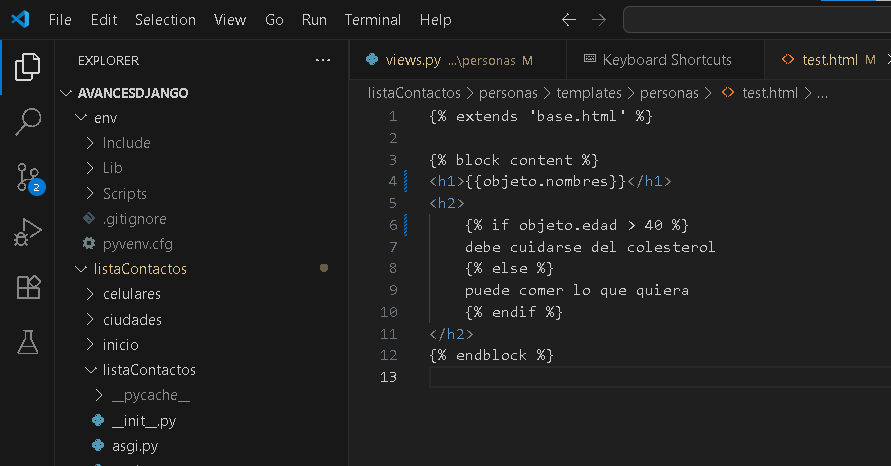 File Edit Selection View Go Run Terminal Help
EXPLORER ...
views.py ...\personas M
Keyboard Shortcuts
test.html M
AVANCESDJANGO
listaContactos > personas > templates > personas > test.html > ...
env
Include
Lib
Scripts
.gitignore
pyvenv.cfg
listaContactos
celulares
ciudades
inicio
listaContactos
__pycache__
__init__.py
asgi.py
2
1 {% extends 'base.html' %}
2
3 {% block content %}
4 <h1>{{objeto.nombres}}</h1>
5 <h2>
6 {% if objeto.edad > 40 %}
7 debe cuidarse del colesterol
8 {% else %}
9 puede comer lo que quiera
10 {% endif %}
11 </h2>
12 {% endblock %}
13